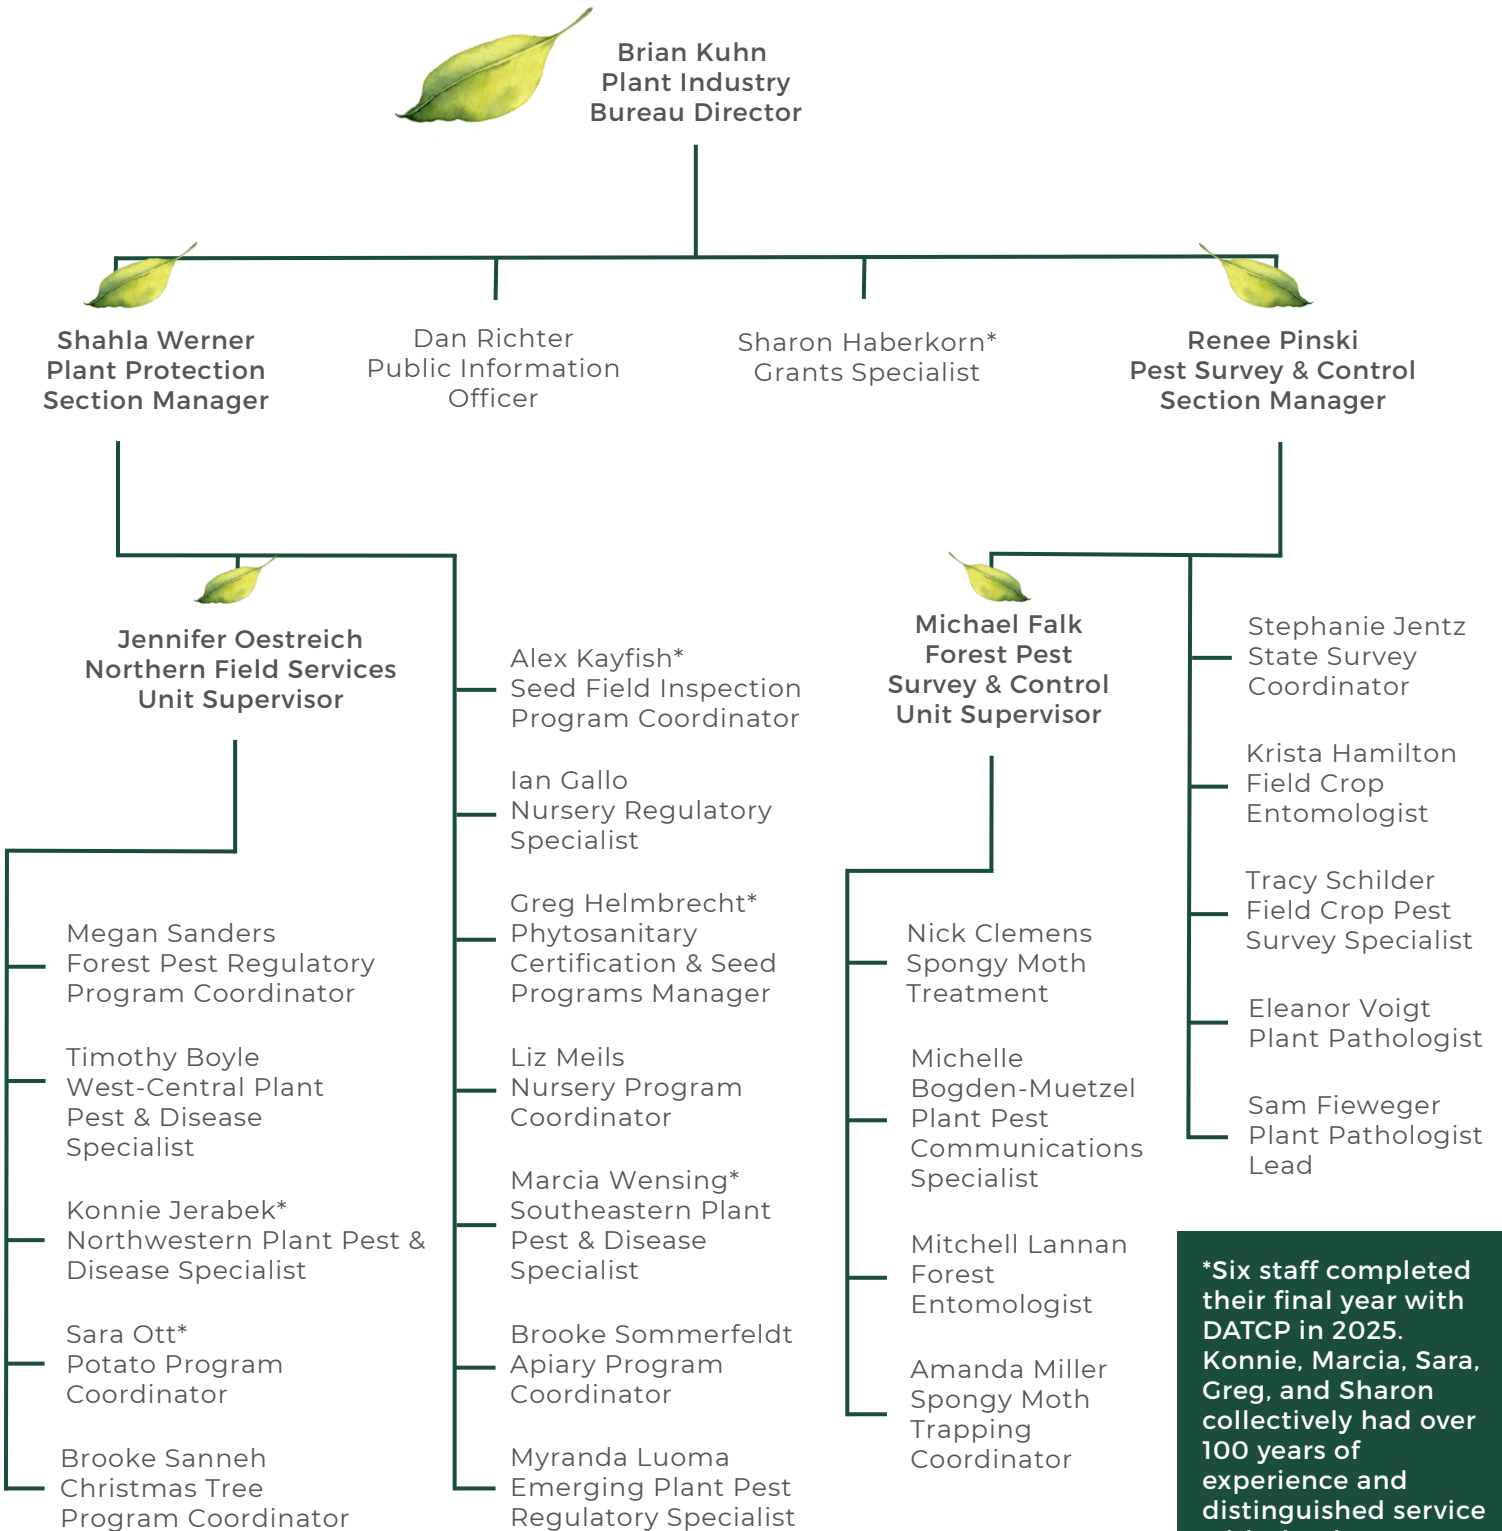 Brian Kuhn
Plant Industry
Bureau Director
Shahla Werner
Plant Protection
Section Manager
Dan Richter
Public Information
Officer
Sharon Haberkorn*
Grants Specialist
Renee Pinski
Pest Survey & Control
Section Manager
Jennifer Oestreich
Northern Field Services
Unit Supervisor
Megan Sanders
Forest Pest Regulatory
Program Coordinator
Timothy Boyle
West-Central Plant
Pest & Disease
Specialist
Konnie Jerabek*
Northwestern Plant Pest &
Disease Specialist
Sara Ott*
Potato Program
Coordinator
Brooke Sanneh
Christmas Tree
Program Coordinator
Alex Kayfish*
Seed Field Inspection
Program Coordinator
Ian Gallo
Nursery Regulatory
Specialist
Greg Helmbrecht*
Phytosanitary
Certification & Seed
Programs Manager
Liz Meils
Nursery Program
Coordinator
Marcia Wensing*
Southeastern Plant
Pest & Disease
Specialist
Brooke Sommerfeldt
Apiary Program
Coordinator
Myranda Luoma
Emerging Plant Pest
Regulatory Specialist
Michael Falk
Forest Pest
Survey & Control
Unit Supervisor
Nick Clemens
Spongy Moth
Treatment
Michelle
Bogden-Muetzel
Plant Pest
Communications
Specialist
Mitchell Lannan
Forest
Entomologist
Amanda Miller
Spongy Moth
Trapping
Coordinator
Stephanie Jentz
State Survey
Coordinator
Krista Hamilton
Field Crop
Entomologist
Tracy Schilder
Field Crop Pest
Survey Specialist
Eleanor Voigt
Plant Pathologist
Sam Fieweger
Plant Pathologist
Lead
*Six staff completed
their final year with
DATCP in 2025.
Konnie, Marcia, Sara,
Greg, and Sharon
collectively had over
100 years of
experience and
distinguished service